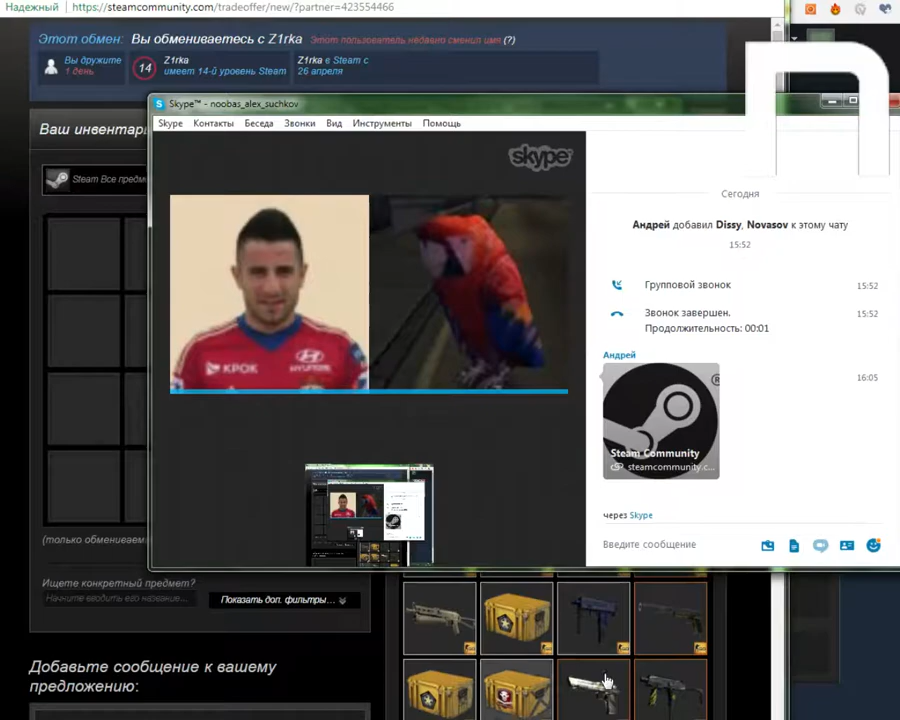 Надежный https://steamcommunity.com/tradeoffer/new/?partner=423554466
Этот обмен: Вы обмениваетесь с Z1rka Этот пользователь недавно сменил имя (?)
Вы дружите
1 день
14
Z1rka
имеет 14-й уровень Steam
Z1rka в Steam с
26 апреля
Skype™ - noobas_alex_suchkov
Skype Контакты Беседа Звонки Вид Инструменты Помощь
Ваш инвентарь
Steam Все
skype
КРОК
HYUNDAI
Сегодня
Андрей добавил Dissy, Novasov к этому чату
15:52
Групповой звонок 15:52
Звонок завершен. 15:52
Продолжительность: 00:01
Андрей
16:05
Steam Community
steamcommunity.c...
через Skype
Введите сообщение
(только обмениваем
Ищете конкретный предмет?
Начните вводить его название...
Показать доп. фильтры...
Добавьте сообщение к вашему
предложению: